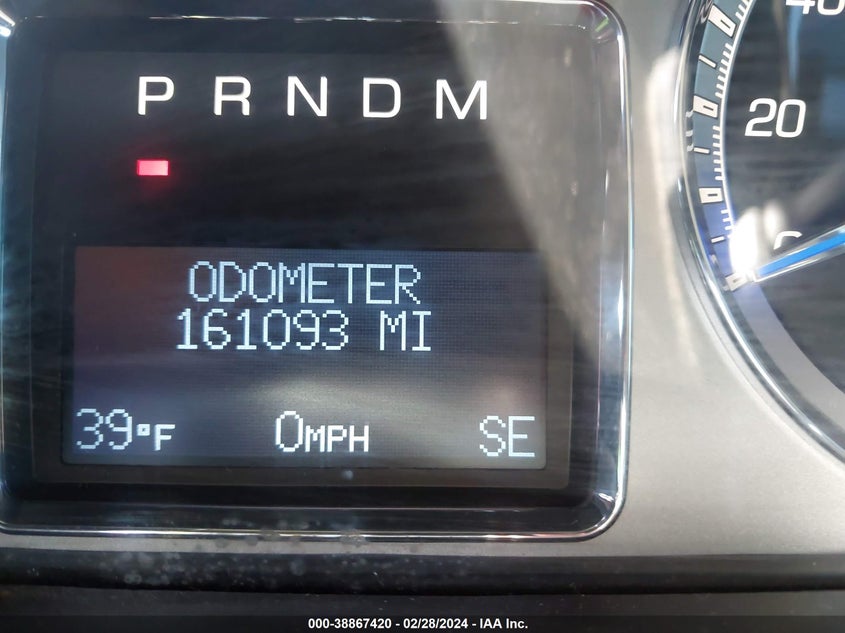 P R N D M
ODOMETER
161093 MI
39°F 0MPH SE
40
20
000-38867420 - 02/28/2024 - IAA Inc.